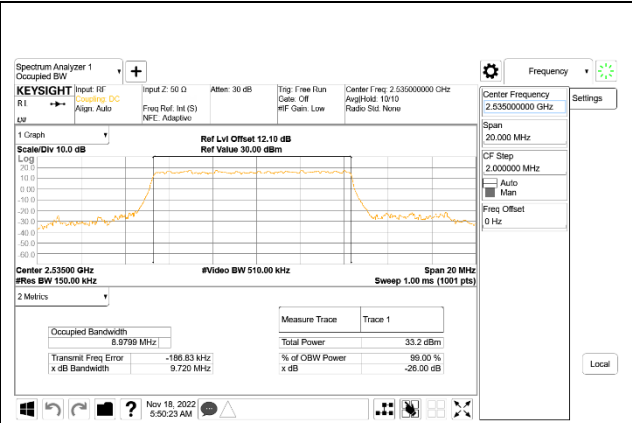 Spectrum Analyzer 1
Occupied BW
Frequency
KEYSIGHT
Input: RF
Coupling: DC
Align: Auto
R L
Input Z: 50 Ω
Freq Ref: Int (S)
NFE: Adaptive
Atten: 30 dB
Trig: Free Run
Gate: Off
#IF Gain: Low
Center Freq: 2.535000000 GHz
Avg|Hold: 10/10
Radio Std: None
Center Frequency
2.535000000 GHz
Settings
Span
20.000 MHz
CF Step
2.000000 MHz
Auto
Man
Freq Offset
0 Hz
1 Graph
Scale/Div 10.0 dB
Ref Lvl Offset 12.10 dB
Ref Value 30.00 dBm
Log
20.0
10.0
0.00
-10.0
-20.0
-30.0
-40.0
-50.0
-60.0
Center 2.53500 GHz
#Video BW 510.00 kHz
Span 20 MHz
#Res BW 150.00 kHz
Sweep 1.00 ms (1001 pts)
2 Metrics
Measure Trace
Trace 1
Occupied Bandwidth
8.9799 MHz
Total Power
33.2 dBm
Transmit Freq Error
-186.83 kHz
% of OBW Power
99.00 %
x dB Bandwidth
9.720 MHz
x dB
-26.00 dB
Local
Nov 18, 2022
5:50:23 AM